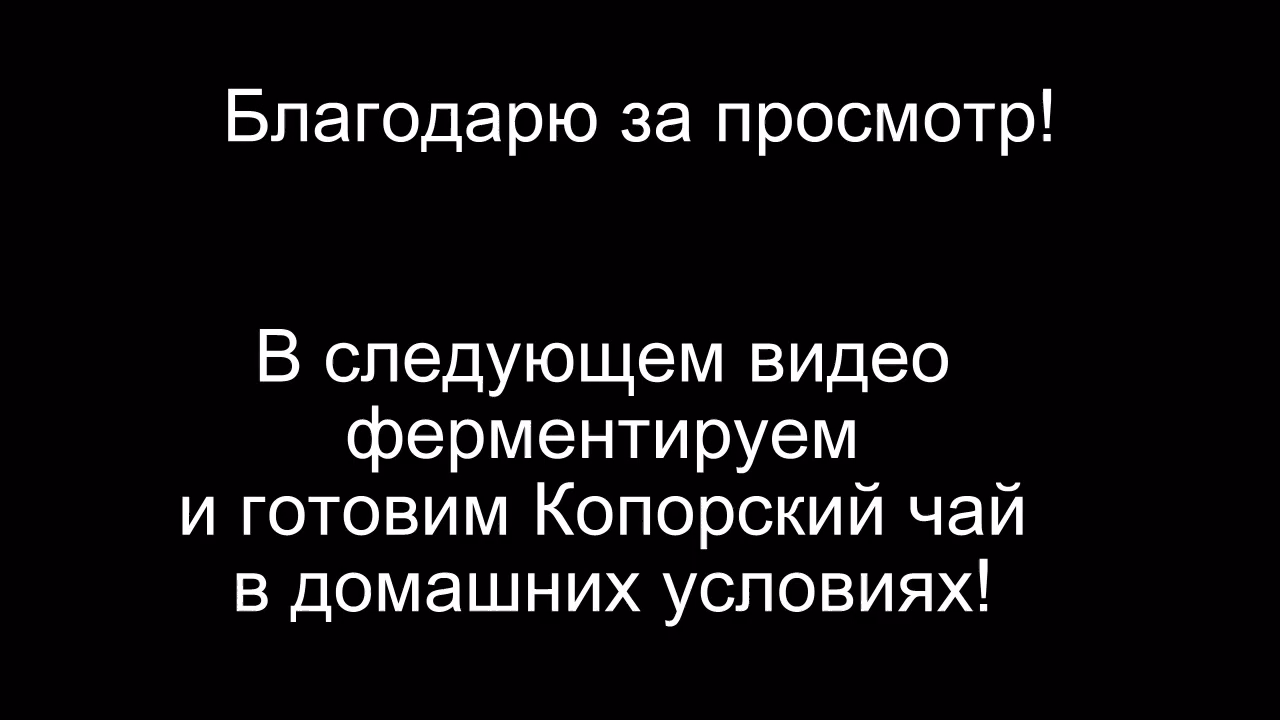 Благодарю за просмотр!
В следующем видео
ферментируем
и готовим Копорский чай
в домашних условиях!